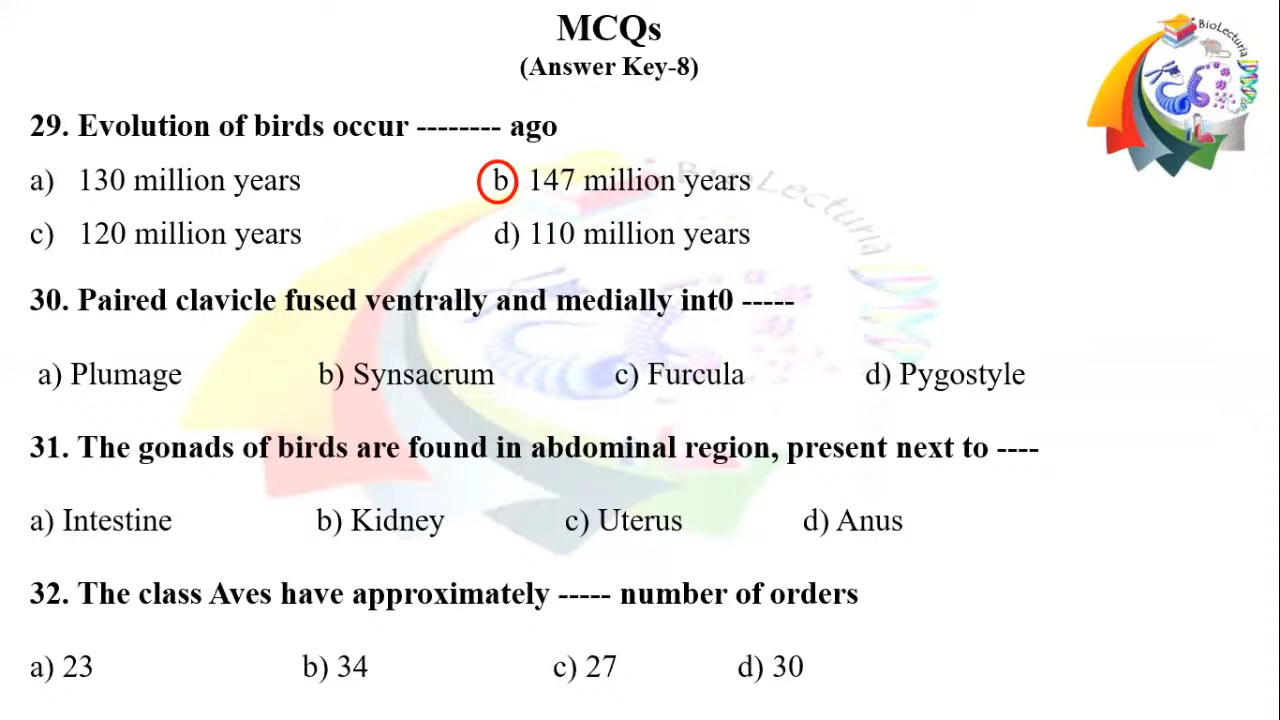 MCQs
(Answer Key-8)
BioLecturia
29. Evolution of birds occur -------- ago
a) 130 million years b) 147 million years
c) 120 million years d) 110 million years
30. Paired clavicle fused ventrally and medially int0 -----
a) Plumage b) Synsacrum c) Furcula d) Pygostyle
31. The gonads of birds are found in abdominal region, present next to ----
a) Intestine b) Kidney c) Uterus d) Anus
32. The class Aves have approximately ----- number of orders
a) 23 b) 34 c) 27 d) 30
BioLecturia